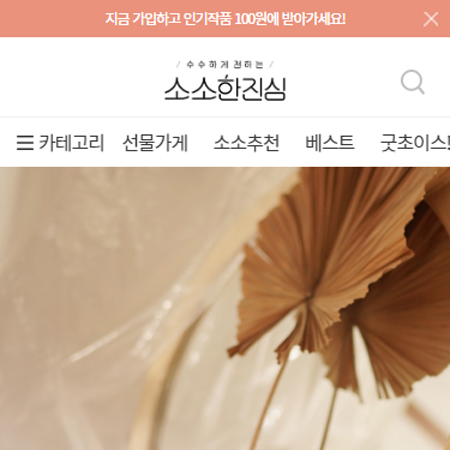 지금 가입하고 인기작품 100원에 받아가세요!
/ 수수하게 전하는 /
소소한진심
카테고리 선물가게 소소추천 베스트 굿초이스!